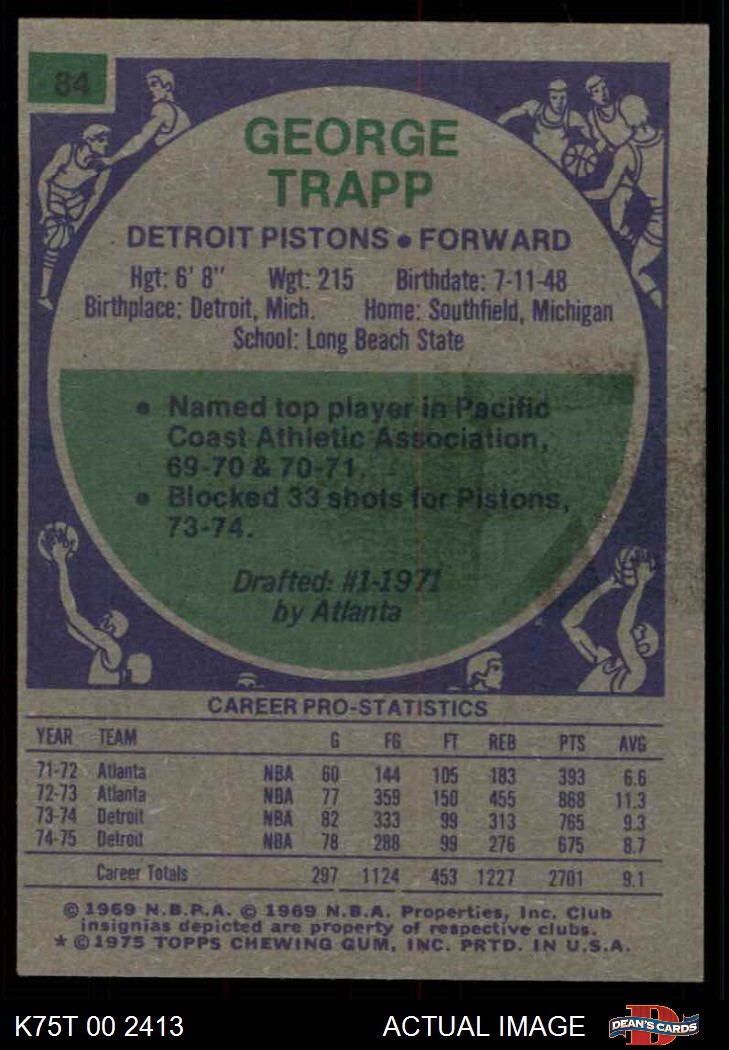 84
GEORGE
TRAPP
DETROIT PISTONS • FORWARD
Hgt: 6' 8" Wgt: 215 Birthdate: 7-11-48
Birthplace: Detroit, Mich. Home: Southfield, Michigan
School: Long Beach State
• Named top player in Pacific
Coast Athletic Association,
69-70 & 70-71.
• Blocked 33 shots for Pistons,
73-74.
Drafted: #1-1971
by Atlanta
CAREER PRO-STATISTICS
YEAR TEAM G FG FT REB PTS AVG
71-72 Atlanta NBA 60 144 105 183 393 6.6
72-73 Atlanta NBA 77 359 150 455 868 11.3
73-74 Detroit NBA 82 333 99 313 765 9.3
74-75 Detroit NBA 78 288 99 276 675 8.7
Career Totals 297 1124 453 1227 2701 9.1
© 1969 N.B.P.A. © 1969 N.B.A. Properties, Inc. Club
insignias depicted are property of respective clubs.
* © 1975 TOPPS CHEWING GUM, INC. PRTD. IN U.S.A.
K75T 00 2413 ACTUAL IMAGE
D
DEAN'S CARDS